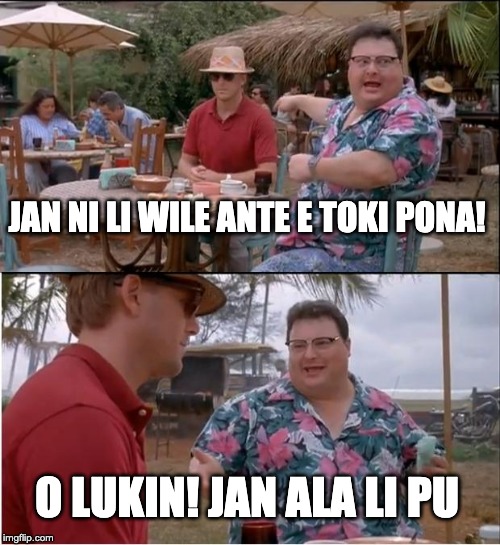 JAN NI LI WILE ANTE E TOKI PONA!
O LUKIN! JAN ALA LI PU
imgflip.com